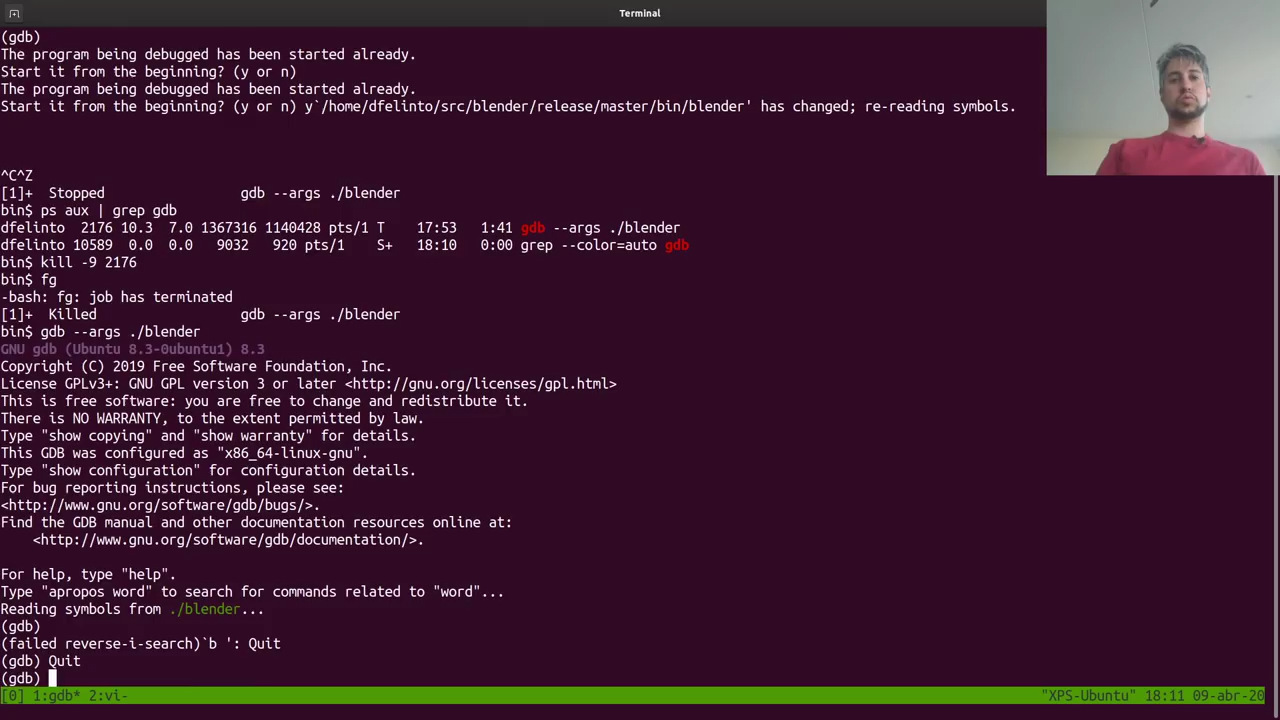 Terminal
(gdb)
The program being debugged has been started already.
Start it from the beginning? (y or n)
The program being debugged has been started already.
Start it from the beginning? (y or n) y`/home/dfelinto/src/blender/release/master/bin/blender' has changed; re-reading symbols.
^C^Z
[1]+  Stopped                 gdb --args ./blender
bin$ ps aux | grep gdb
dfelinto  2176 10.3  7.0 1367316 1140428 pts/1 T    17:53   1:41 gdb --args ./blender
dfelinto 10589  0.0  0.0   9032   920 pts/1    S+   18:10   0:00 grep --color=auto gdb
bin$ kill -9 2176
bin$ fg
-bash: fg: job has terminated
[1]+  Killed                  gdb --args ./blender
bin$ gdb --args ./blender
GNU gdb (Ubuntu 8.3-0ubuntu1) 8.3
Copyright (C) 2019 Free Software Foundation, Inc.
License GPLv3+: GNU GPL version 3 or later <http://gnu.org/licenses/gpl.html>
This is free software: you are free to change and redistribute it.
There is NO WARRANTY, to the extent permitted by law.
Type "show copying" and "show warranty" for details.
This GDB was configured as "x86_64-linux-gnu".
Type "show configuration" for configuration details.
For bug reporting instructions, please see:
<http://www.gnu.org/software/gdb/bugs/>.
Find the GDB manual and other documentation resources online at:
    <http://www.gnu.org/software/gdb/documentation/>.
For help, type "help".
Type "apropos word" to search for commands related to "word"...
Reading symbols from ./blender...
(gdb)
(failed reverse-i-search)`b ': Quit
(gdb) Quit
(gdb)
[0] 1:gdb* 2:vi- "XPS-Ubuntu" 18:11 09-abr-20